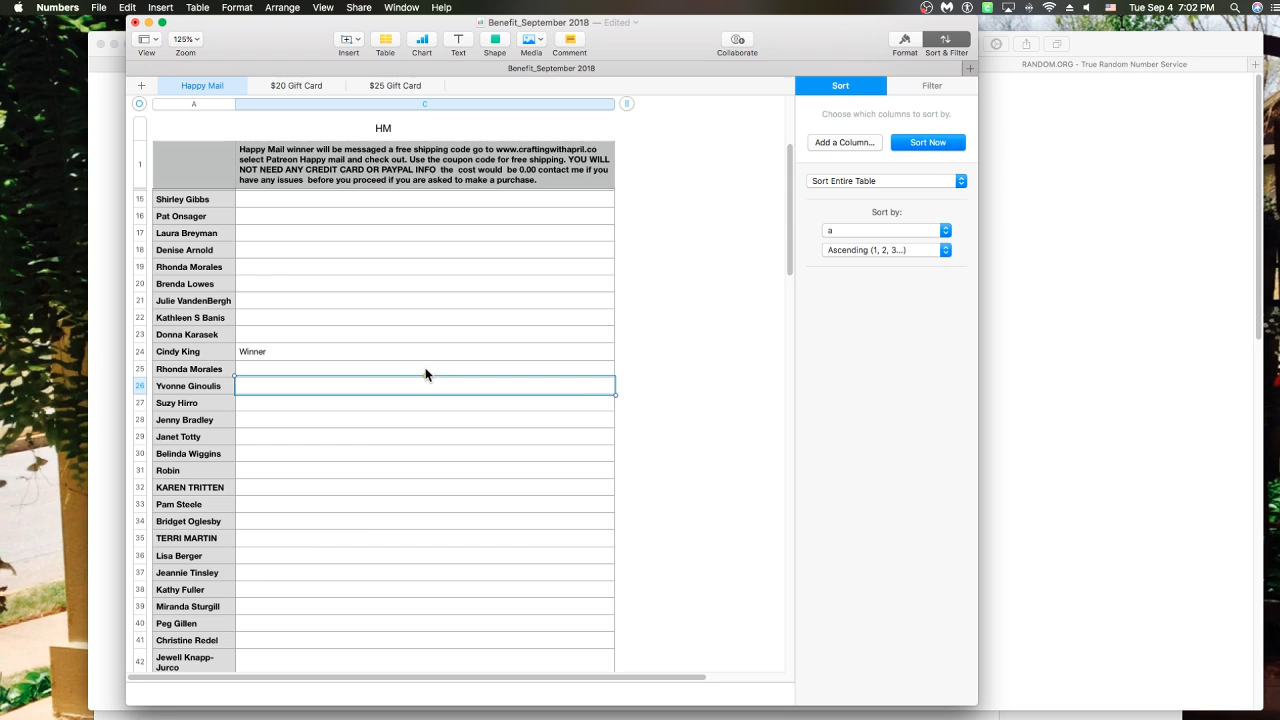 Numbers File Edit Insert Table Format Arrange View Share Window Help Tue Sep 4 7:02 PM
Benefit_September 2018 — Edited
125%
View Zoom Insert Table Chart Text Shape Media Comment Collaborate Format Sort & Filter
Benefit_September 2018
RANDOM.ORG - True Random Number Service
Happy Mail $20 Gift Card $25 Gift Card
Sort Filter
A C
Choose which columns to sort by.
HM
Add a Column... Sort Now
1 Happy Mail winner will be messaged a free shipping code go to www.craftingwithapril.co
select Patreon Happy mail and check out. Use the coupon code for free shipping. YOU WILL
NOT NEED ANY CREDIT CARD OR PAYPAL INFO the cost would be 0.00 contact me if you
have any issues before you proceed if you are asked to make a purchase.
Sort Entire Table
Sort by:
a
Ascending (1, 2, 3...)
15 Shirley Gibbs
16 Pat Onsager
17 Laura Breyman
18 Denise Arnold
19 Rhonda Morales
20 Brenda Lowes
21 Julie VandenBergh
22 Kathleen S Banis
23 Donna Karasek
24 Cindy King Winner
25 Rhonda Morales
26 Yvonne Ginoulis
27 Suzy Hirro
28 Jenny Bradley
29 Janet Totty
30 Belinda Wiggins
31 Robin
32 KAREN TRITTEN
33 Pam Steele
34 Bridget Oglesby
35 TERRI MARTIN
36 Lisa Berger
37 Jeannie Tinsley
38 Kathy Fuller
39 Miranda Sturgill
40 Peg Gillen
41 Christine Redel
42 Jewell Knapp-
Jurco